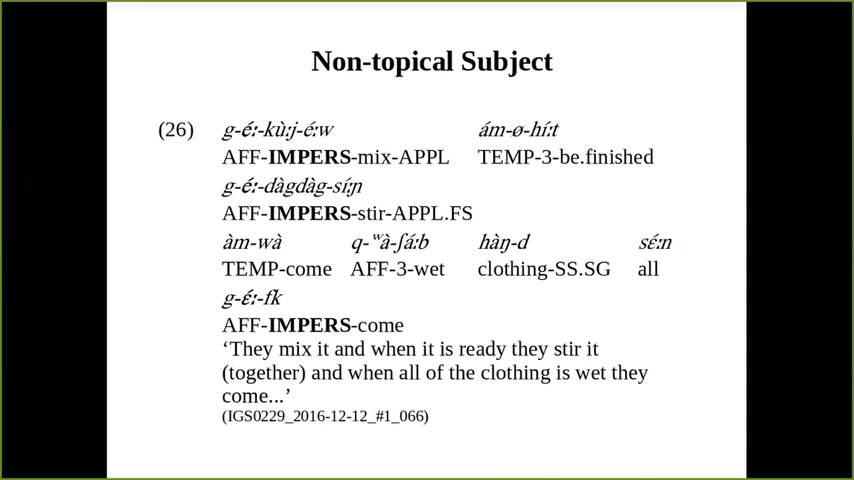 Non-topical Subject
(26) g-é:-kù:j-é:w ám-ø-hí:t
AFF-IMPERS-mix-APPL TEMP-3-be.finished
g-é:-dàgdàg-sí:ɲ
AFF-IMPERS-stir-APPL.FS
àm-wà q-ʷà-ʃá:b hàŋ-d sɛ́:n
TEMP-come AFF-3-wet clothing-SS.SG all
g-ɛ́:-fk
AFF-IMPERS-come
‘They mix it and when it is ready they stir it
(together) and when all of the clothing is wet they
come...’
(IGS0229_2016-12-12_#1_066)